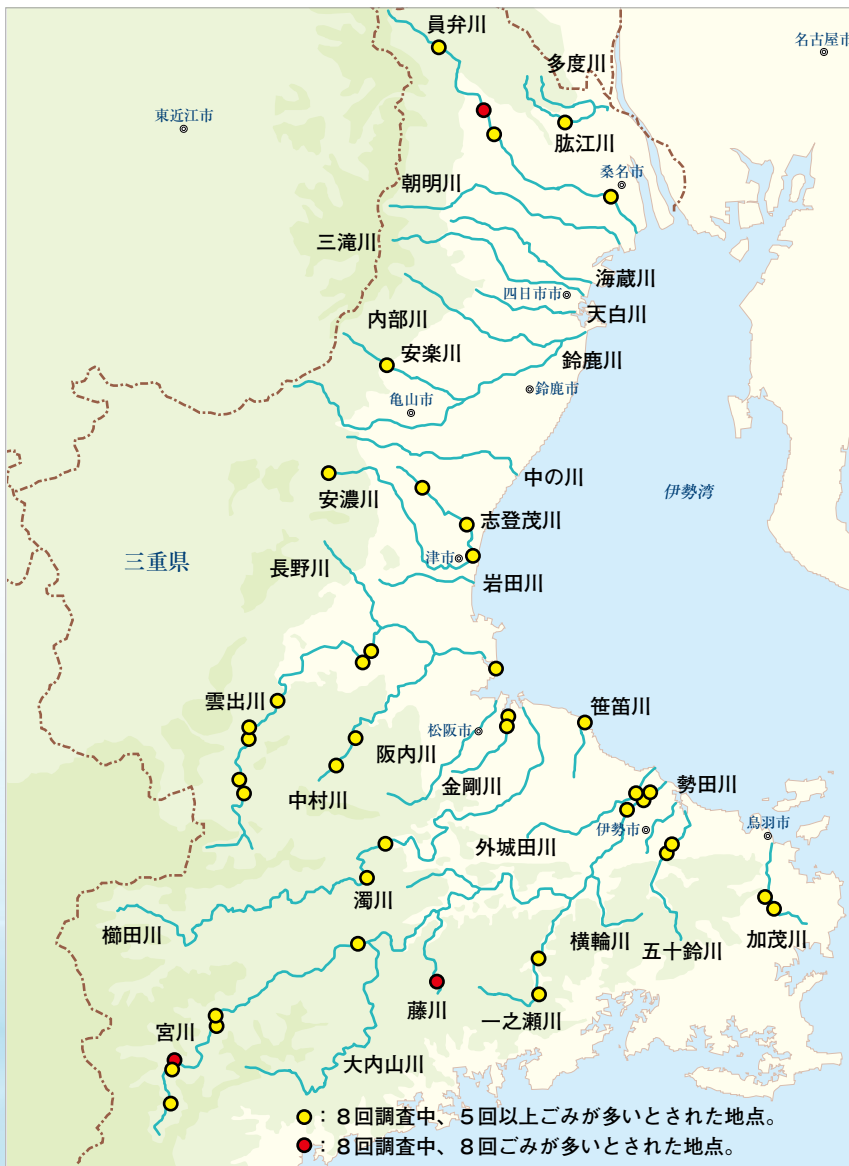 員弁川
名古屋市
多度川
東近江市
肱江川
桑名市
朝明川
三滝川
海蔵川
四日市市
天白川
内部川
安楽川
鈴鹿川
鈴鹿市
亀山市
中の川
安濃川
伊勢湾
志登茂川
津市
三重県
長野川
岩田川
雲出川
笹笛川
松阪市
阪内川
勢田川
金剛川
中村川
鳥羽市
伊勢市
外城田川
濁川
櫛田川
横輪川
五十鈴川
加茂川
藤川
一之瀬川
宮川
大内山川
：８回調査中、５回以上ごみが多いとされた地点。
：８回調査中、８回ごみが多いとされた地点。